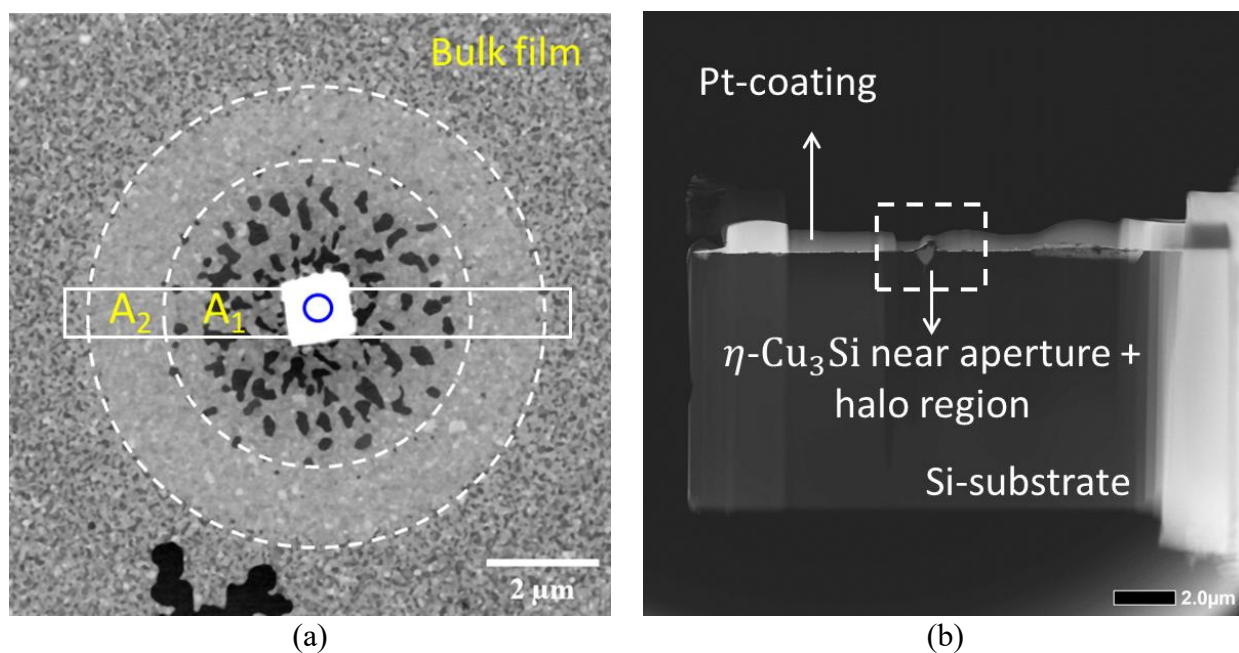 Bulk film
A₂
A₁
2 μm
(a)
Pt-coating
η-Cu₃Si near aperture +
halo region
Si-substrate
2.0μm
(b)